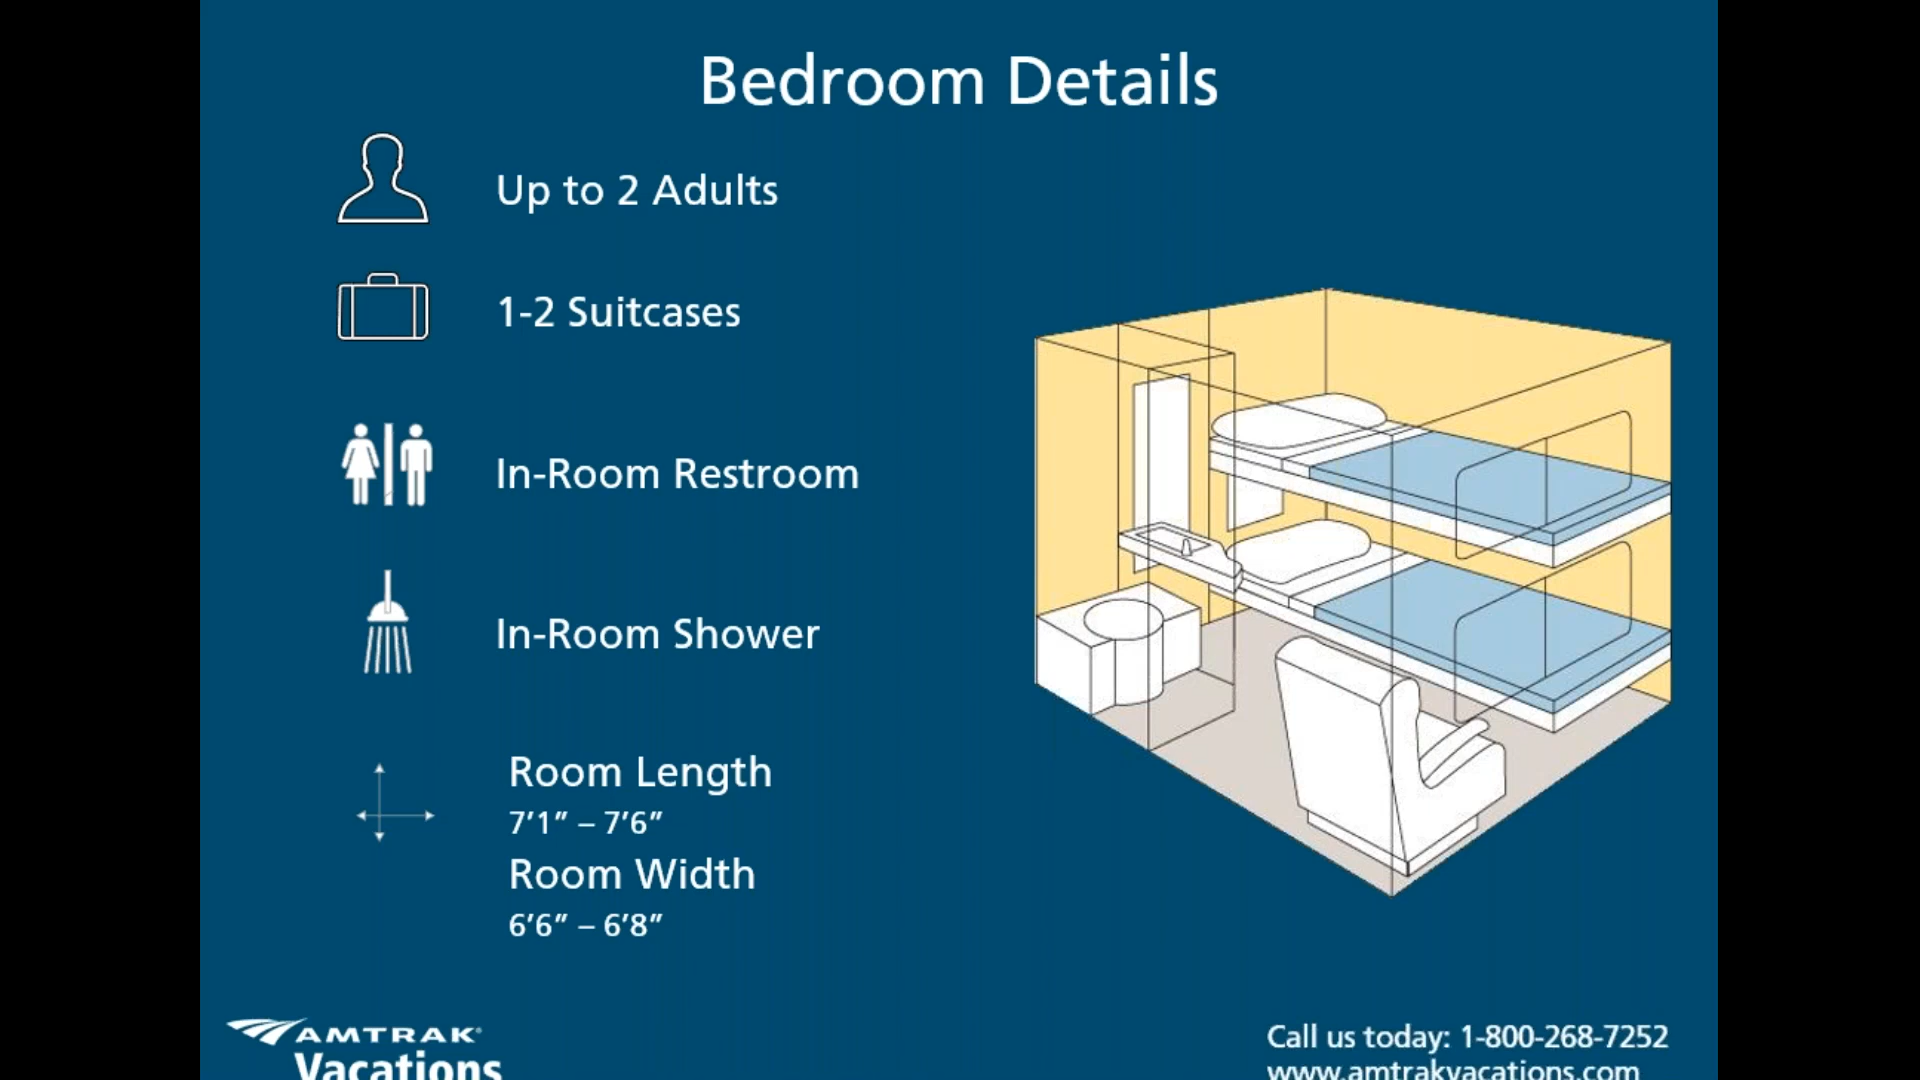 Bedroom Details
Up to 2 Adults
1-2 Suitcases
In-Room Restroom
In-Room Shower
Room Length
7’1” – 7’6”
Room Width
6’6” – 6’8”
AMTRAK®
Vacations
Call us today: 1-800-268-7252
www.amtrakvacations.com